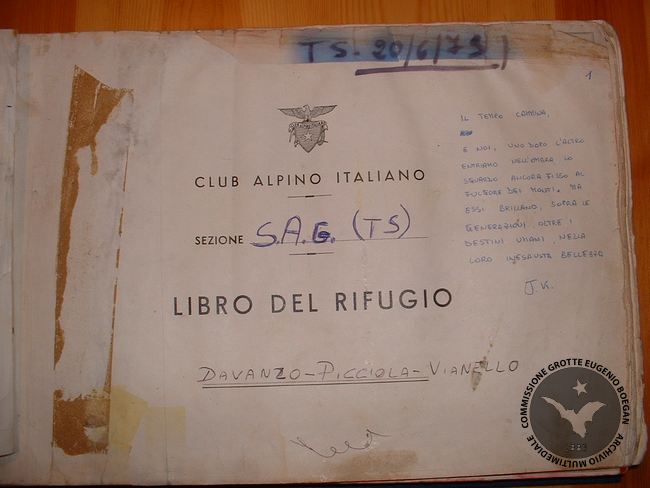 TS - 20/6/73
1
IL TEMPO CAMMINA,
E NOI, UNO DOPO L'ALTRO
ENTRIAMO NELL'OMBRA, LO
SGUARDO ANCORA FISSO AL
FULGORE DEI MONTI. MA
ESSI BRILLANO, SOPRA LE
GENERAZIONI, OLTRE I
DESTINI UMANI, NELLA
LORO INESAUSTA BELLEZZA
J.K.
CLUB ALPINO ITALIANO
SEZIONE S.A.G. (TS)
LIBRO DEL RIFUGIO
DAVANZO-PICCIOLA-VIANELLO
COMMISSIONE GROTTE EUGENIO BOEGAN
ARCHIVIO MULTIMEDIALE
1883